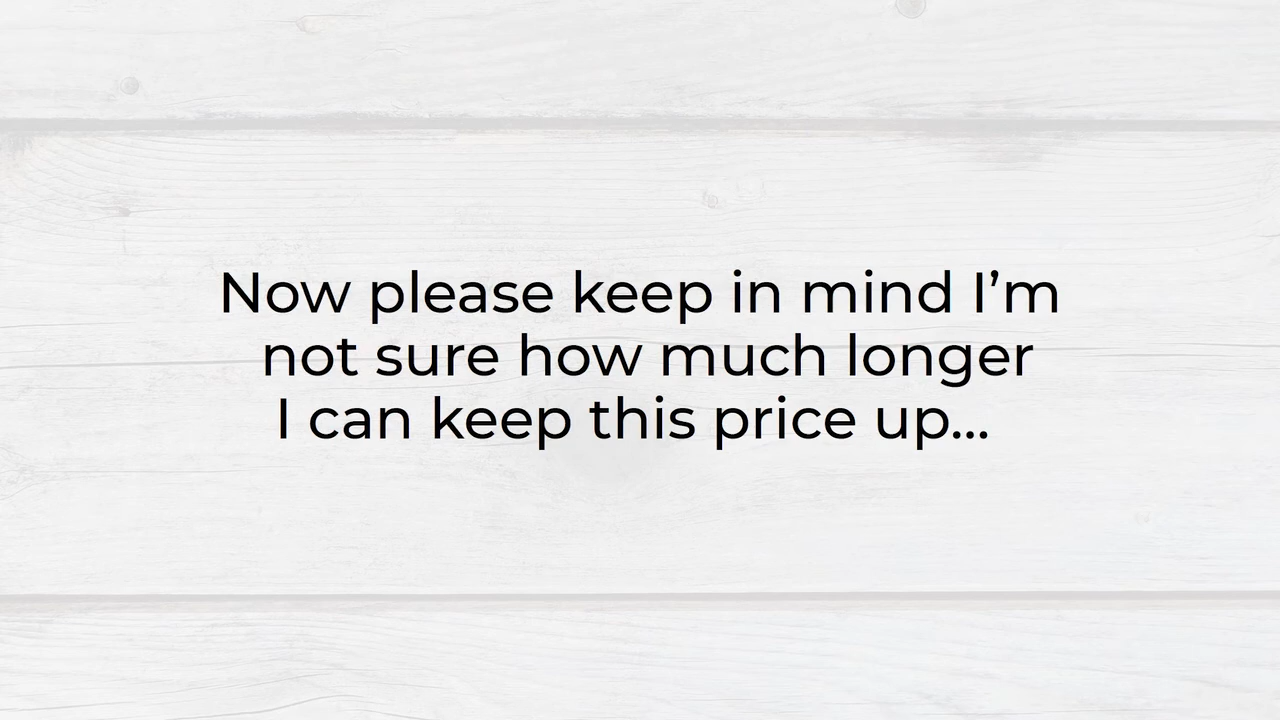 Now please keep in mind I’m
not sure how much longer
I can keep this price up...